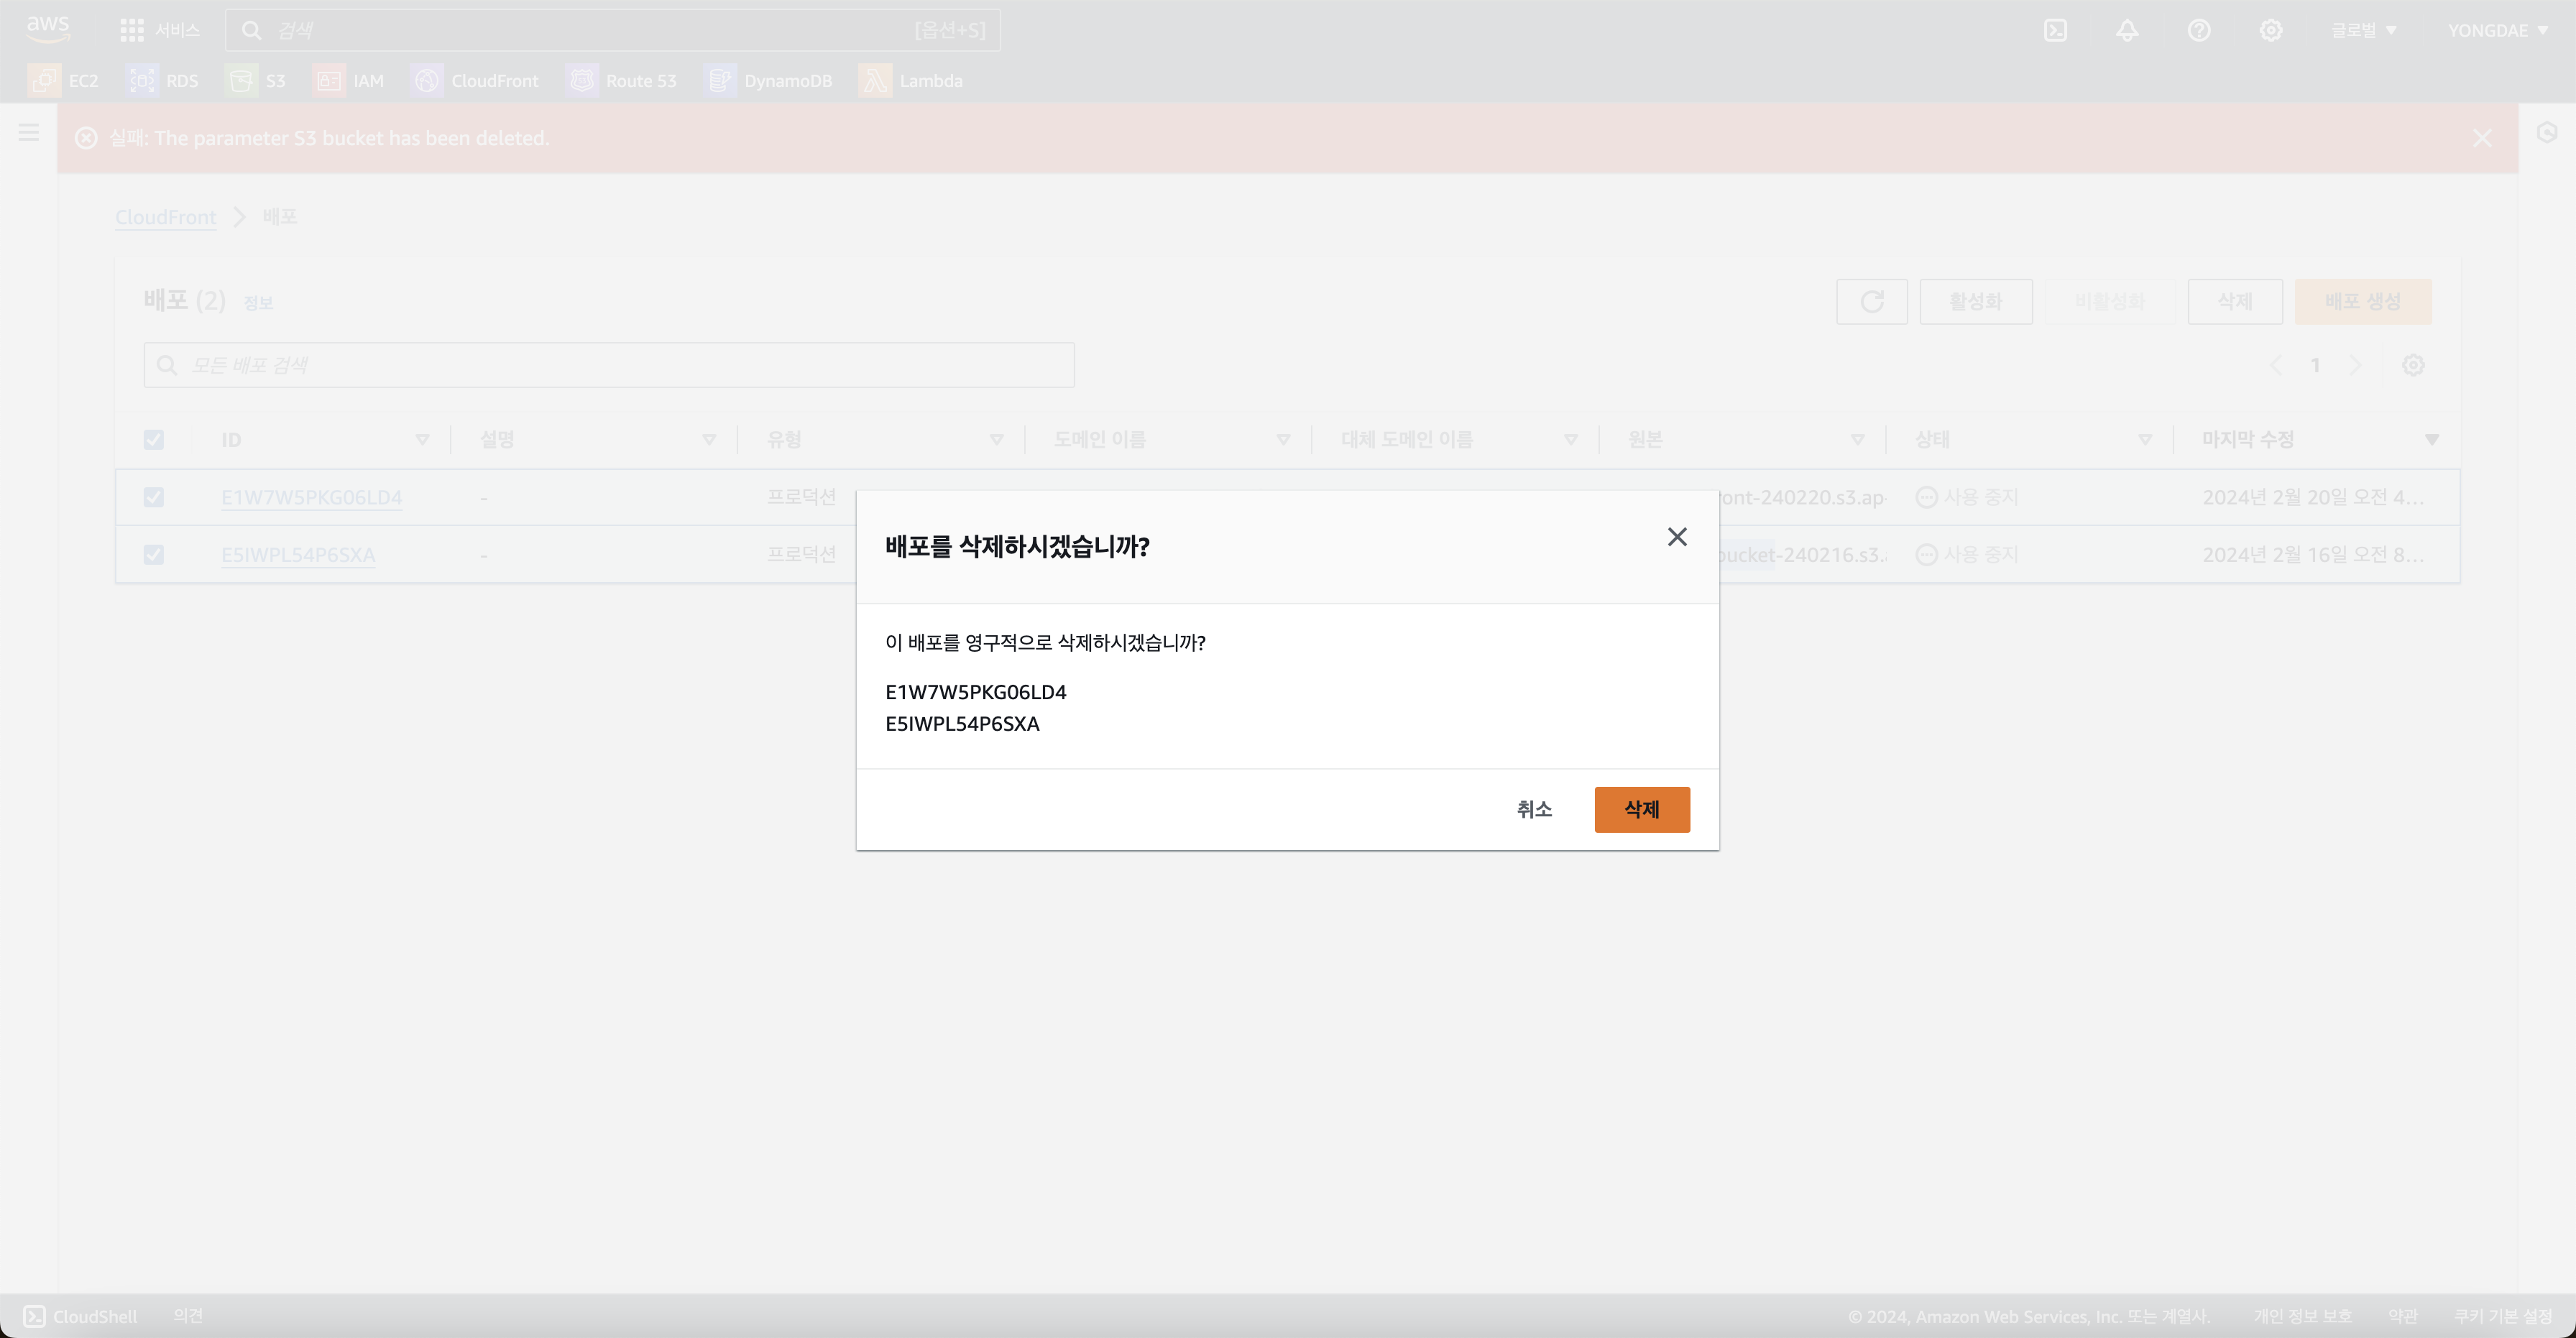 aws
서비스
검색
[옵션+S]
글로벌
YONGDAE
EC2
RDS
S3
IAM
CloudFront
Route 53
DynamoDB
Lambda
실패: The parameter S3 bucket has been deleted.
CloudFront
배포
배포 (2) 정보
활성화
비활성화
삭제
배포 생성
모든 배포 검색
1
ID
설명
유형
도메인 이름
대체 도메인 이름
원본
상태
마지막 수정
E1W7W5PKG06LD4
-
프로덕션
ont-240220.s3.ap-
사용 중지
2024년 2월 20일 오전 4...
E5IWPL54P6SXA
-
프로덕션
bucket-240216.s3.
사용 중지
2024년 2월 16일 오전 8...
배포를 삭제하시겠습니까?
이 배포를 영구적으로 삭제하시겠습니까?
E1W7W5PKG06LD4
E5IWPL54P6SXA
취소
삭제
CloudShell
의견
© 2024, Amazon Web Services, Inc. 또는 계열사.
개인 정보 보호
약관
쿠키 기본 설정